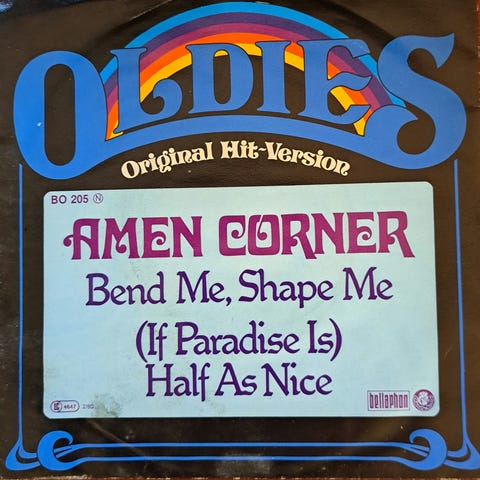 OLDIES
Original Hit-Version
BO 205 N
AMEN CORNER
Bend Me, Shape Me
(If Paradise Is)
Half As Nice
4647
bellaphon